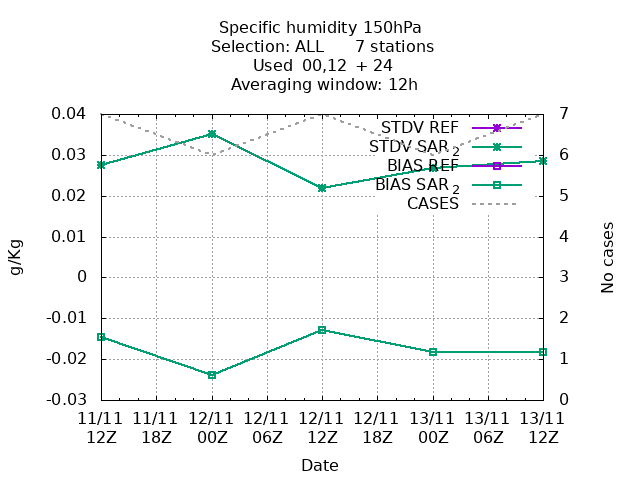 Specific humidity 150hPa
Selection: ALL 7 stations
Used 00,12 + 24
Averaging window: 12h
0.04
0.03
0.02
0.01
0
-0.01
-0.02
-0.03
7
6
5
4
3
2
1
0
g/Kg
No cases
STDV REF
STDV SAR 2
BIAS REF
BIAS SAR 2
CASES
11/11 11/11 12/11 12/11 12/11 12/11 13/11 13/11 13/11
12Z 18Z 00Z 06Z 12Z 18Z 00Z 06Z 12Z
Date